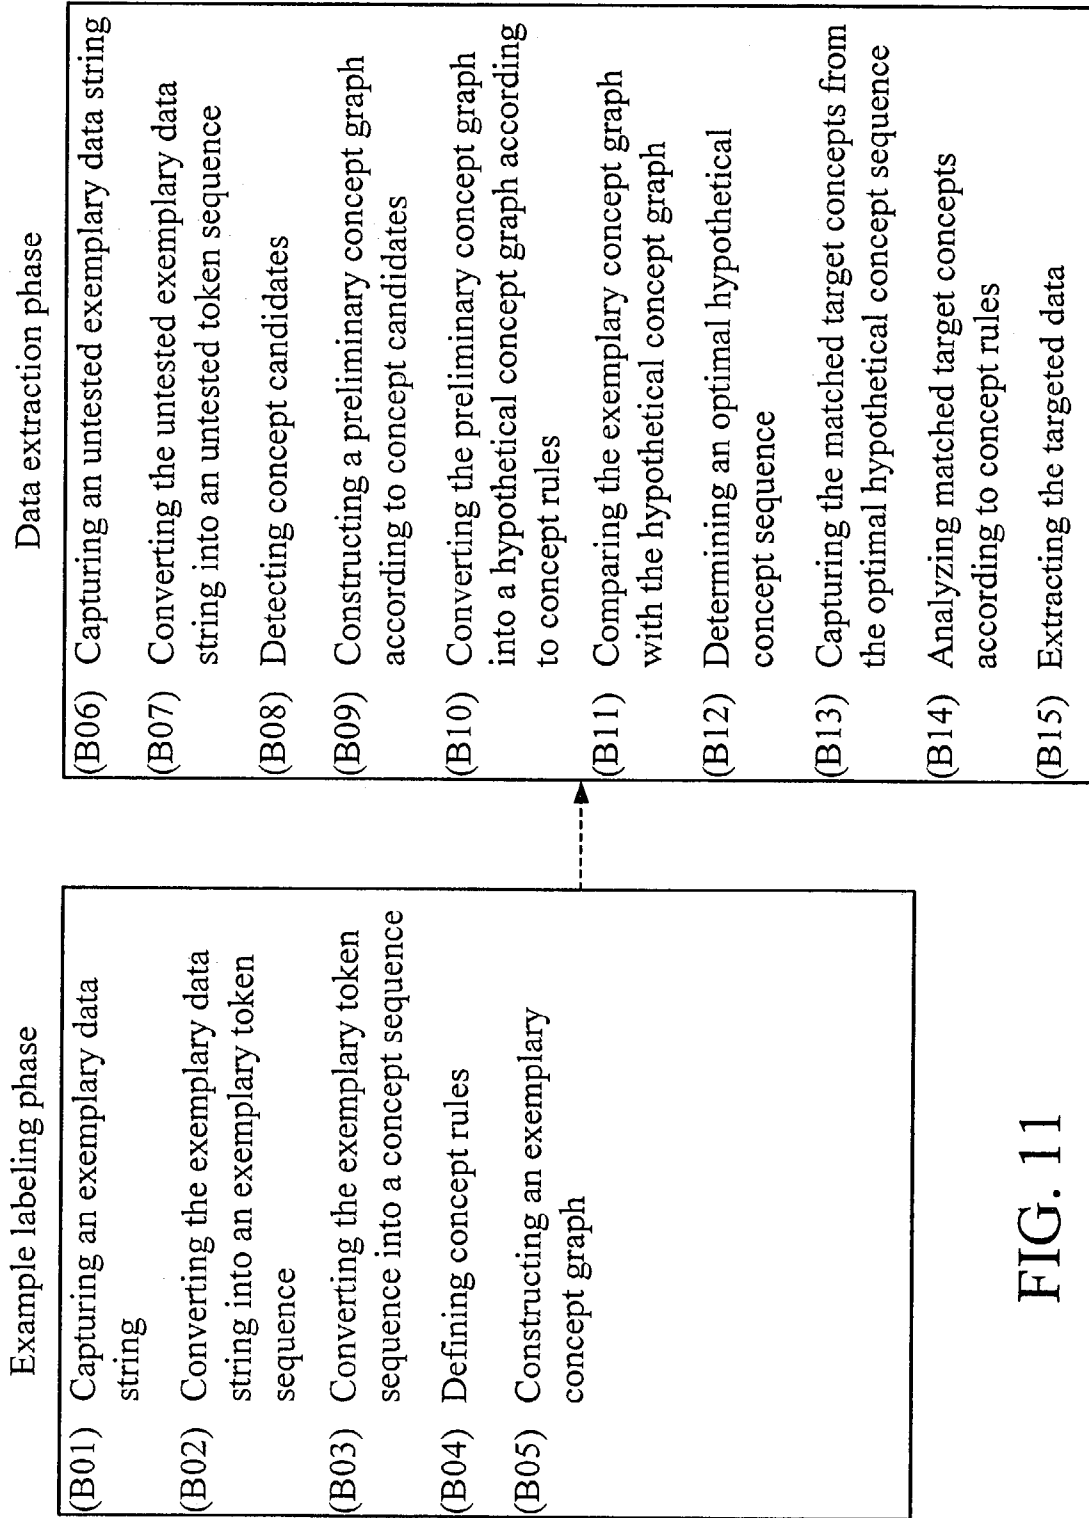 Example labeling phase
(B01) Capturing an exemplary data
string
(B02) Converting the exemplary data
string into an exemplary token
sequence
(B03) Converting the exemplary token
sequence into a concept sequence
(B04) Defining concept rules
(B05) Constructing an exemplary
concept graph
Data extraction phase
(B06) Capturing an untested exemplary data string
(B07) Converting the untested exemplary data
string into an untested token sequence
(B08) Detecting concept candidates
(B09) Constructing a preliminary concept graph
according to concept candidates
(B10) Converting the preliminary concept graph
into a hypothetical concept graph according
to concept rules
(B11) Comparing the exemplary concept graph
with the hypothetical concept graph
(B12) Determining an optimal hypothetical
concept sequence
(B13) Capturing the matched target concepts from
the optimal hypothetical concept sequence
(B14) Analyzing matched target concepts
according to concept rules
(B15) Extracting the targeted data
FIG. 11